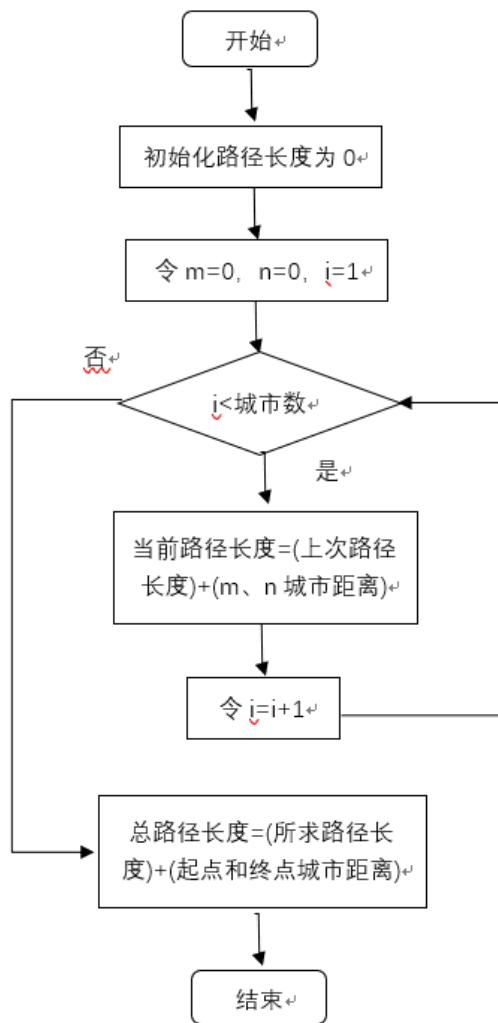 开始
初始化路径长度为 0
令 m=0, n=0, i=1
否
i<城市数
是
当前路径长度=(上次路径
长度)+(m、n 城市距离)
令 i=i+1
总路径长度=(所求路径长
度)+(起点和终点城市距离)
结束